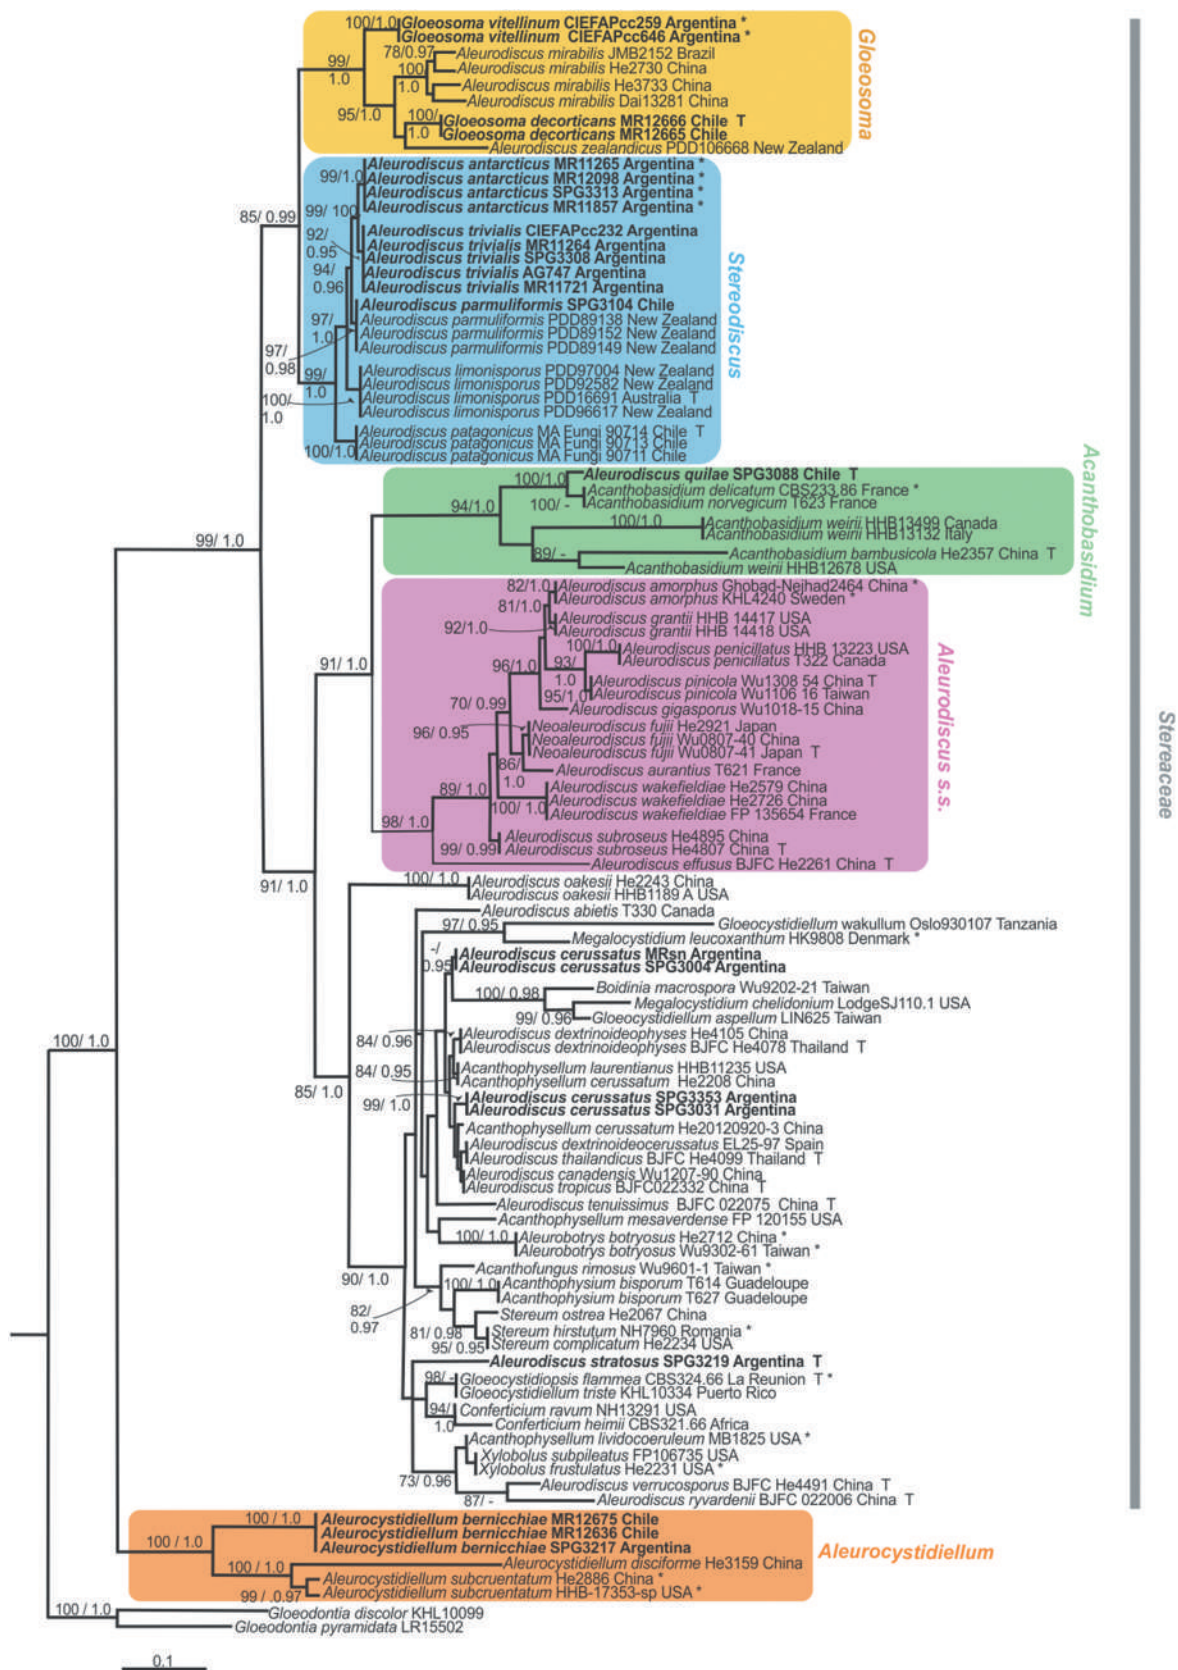 100/1.0
Gloeosoma vitellinum CIEFAPcc259 Argentina *
Gloeosoma vitellinum CIEFAPcc646 Argentina *
78/0.97
Aleurodiscus mirabilis JMB2152 Brazil
99/
1.0
100/
1.0
Aleurodiscus mirabilis He2730 China
Aleurodiscus mirabilis He3733 China
Aleurodiscus mirabilis Dai13281 China
95/1.0
100/
1.0
Gloeosoma decorticans MR12666 Chile T
Gloeosoma decorticans MR12665 Chile
Aleurodiscus zealandicus PDD106668 New Zealand
Gloeosoma
99/1.0
Aleurodiscus antarcticus MR11265 Argentina *
Aleurodiscus antarcticus MR12098 Argentina *
Aleurodiscus antarcticus SPG3313 Argentina *
Aleurodiscus antarcticus MR11857 Argentina *
99/ 100
85/ 0.99
92/
0.95
Aleurodiscus trivialis CIEFAPcc232 Argentina
Aleurodiscus trivialis MR11264 Argentina
Aleurodiscus trivialis SPG3308 Argentina
Aleurodiscus trivialis AG747 Argentina
Aleurodiscus trivialis MR11721 Argentina
94/
0.96
Aleurodiscus parmuliformis SPG3104 Chile
Aleurodiscus parmuliformis PDD89138 New Zealand
Aleurodiscus parmuliformis PDD89152 New Zealand
Aleurodiscus parmuliformis PDD89149 New Zealand
97/
1.0
97/
0.98
99/
1.0
Aleurodiscus limonisporus PDD97004 New Zealand
Aleurodiscus limonisporus PDD92582 New Zealand
Aleurodiscus limonisporus PDD16691 Australia T
Aleurodiscus limonisporus PDD96617 New Zealand
100/
1.0
Aleurodiscus patagonicus MA Fungi 90714 Chile T
Aleurodiscus patagonicus MA Fungi 90713 Chile
Aleurodiscus patagonicus MA Fungi 90711 Chile
100/1.0
Stereodiscus
100/1.0
Aleurodiscus quilae SPG3088 Chile T
Acanthobasidium delicatum CBS233.86 France *
100/ -
Acanthobasidium norvegicum T623 France
94/1.0
100/1.0
Acanthobasidium weirii HHB13499 Canada
Acanthobasidium weirii HHB13132 Italy
89/ -
Acanthobasidium bambusicola He2357 China T
Acanthobasidium weirii HHB12678 USA
Acanthobasidium
99/ 1.0
82/1.0
Aleurodiscus amorphus Ghobad-Nejhad2464 China *
Aleurodiscus amorphus KHL4240 Sweden *
81/1.0
Aleurodiscus grantii HHB 14417 USA
Aleurodiscus grantii HHB 14418 USA
92/1.0
100/1.0
Aleurodiscus penicillatus HHB 13223 USA
Aleurodiscus penicillatus T322 Canada
96/1.0
93/
1.0
Aleurodiscus pinicola Wu1308 54 China T
Aleurodiscus pinicola Wu1106 16 Taiwan
95/1.0
Aleurodiscus gigasporus Wu1018-15 China
91/ 1.0
70/ 0.99
Neoaleurodiscus fujii He2921 Japan
Neoaleurodiscus fujii Wu0807-40 China
Neoaleurodiscus fujii Wu0807-41 Japan T
96/ 0.95
86/
1.0
Aleurodiscus aurantius T621 France
89/ 1.0
Aleurodiscus wakefieldiae He2579 China
Aleurodiscus wakefieldiae He2726 China
Aleurodiscus wakefieldiae FP 135654 France
100/ 1.0
98/ 1.0
Aleurodiscus subroseus He4895 China
Aleurodiscus subroseus He4807 China T
99/ 0.99
Aleurodiscus effusus BJFC He2261 China T
Aleurodiscus s.s.
Stereaceae
91/ 1.0
100/ 1.0
Aleurodiscus oakesii He2243 China
Aleurodiscus oakesii HHB1189 A USA
Aleurodiscus abietis T330 Canada
97/ 0.95
Gloeocystidiellum wakullum Oslo930107 Tanzania
Megalocystidium leucoxanthum HK9808 Denmark *
-/
0.95
Aleurodiscus cerussatus MRsn Argentina
Aleurodiscus cerussatus SPG3004 Argentina
100/ 0.98
Boidinia macrospora Wu9202-21 Taiwan
Megalocystidium chelidonium LodgeSJ110.1 USA
99/ 0.96
Gloeocystidiellum aspellum LIN625 Taiwan
84/ 0.96
Aleurodiscus dextrinoideophyses He4105 China
Aleurodiscus dextrinoideophyses BJFC He4078 Thailand T
100/ 1.0
84/ 0.95
Acanthophysellum laurentianus HHB11235 USA
Acanthophysellum cerussatum He2208 China
85/ 1.0
99/ 1.0
Aleurodiscus cerussatus SPG3353 Argentina
Aleurodiscus cerussatus SPG3031 Argentina
Acanthophysellum cerussatum He20120920-3 China
Aleurodiscus dextrinoideocerussatus EL25-97 Spain
Aleurodiscus thailandicus BJFC He4099 Thailand T
Aleurodiscus canadensis Wu1207-90 China
Aleurodiscus tropicus BJFC022332 China T
Aleurodiscus tenuissimus BJFC 022075 China T
Acanthophysellum mesaverdense FP 120155 USA
100/ 1.0
Aleurobotrys botryosus He2712 China *
Aleurobotrys botryosus Wu9302-61 Taiwan *
90/ 1.0
Acanthofungus rimosus Wu9601-1 Taiwan *
100/ 1.0
Acanthophysium bisporum T614 Guadeloupe
Acanthophysium bisporum T627 Guadeloupe
82/
0.97
Stereum ostrea He2067 China
81/ 0.98
Stereum hirstutum NH7960 Romania *
95/ 0.95
Stereum complicatum He2234 USA
Aleurodiscus stratosus SPG3219 Argentina T
98/ -
Gloeocystidiopsis flammea CBS324.66 La Reunion T *
Gloeocystidiellum triste KHL10334 Puerto Rico
94/
1.0
Conferticium ravum NH13291 USA
Conferticium heimii CBS321.66 Africa
Acanthophysellum lividocoeruleum MB1825 USA *
Xylobolus subpileatus FP106735 USA
Xylobolus frustulatus He2231 USA *
73/ 0.96
Aleurodiscus verrucosporus BJFC He4491 China T
87/ -
Aleurodiscus ryvardenii BJFC 022006 China T
100 / 1.0
Aleurocystidiellum bernicchiae MR12675 Chile
Aleurocystidiellum bernicchiae MR12636 Chile
Aleurocystidiellum bernicchiae SPG3217 Argentina
100 / 1.0
100 / 1.0
Aleurocystidiellum disciforme He3159 China
Aleurocystidiellum subcruentatum He2886 China *
99 / .0.97
Aleurocystidiellum subcruentatum HHB-17353-sp USA *
Aleurocystidiellum
100 / 1.0
Gloeodontia discolor KHL10099
Gloeodontia pyramidata LR15502
0.1